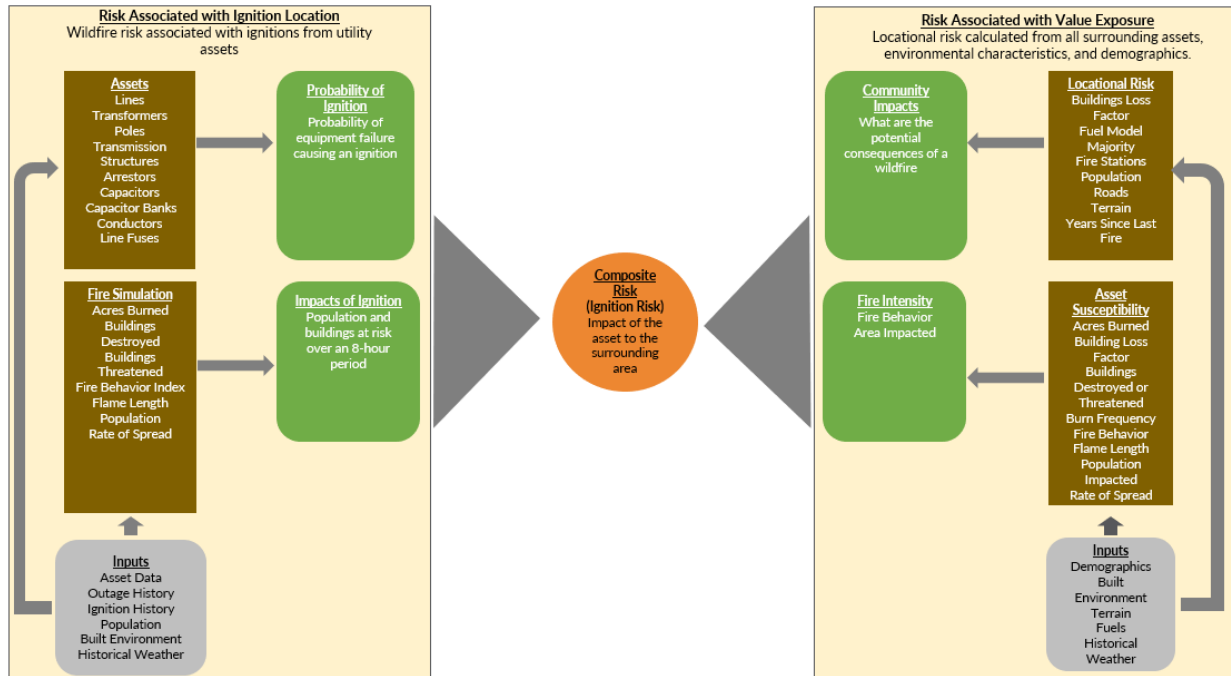 Risk Associated with Ignition Location
Wildfire risk associated with ignitions from utility
assets
Assets
Lines
Transformers
Poles
Transmission
Structures
Arrestors
Capacitors
Capacitor Banks
Conductors
Line Fuses
Probability of
Ignition
Probability of
equipment failure
causing an ignition
Fire Simulation
Acres Burned
Buildings
Destroyed
Buildings
Threatened
Fire Behavior Index
Flame Length
Population
Rate of Spread
Impacts of Ignition
Population and
buildings at risk
over an 8-hour
period
Inputs
Asset Data
Outage History
Ignition History
Population
Built Environment
Historical Weather
Composite
Risk
(Ignition Risk)
Impact of the
asset to the
surrounding
area
Risk Associated with Value Exposure
Locational risk calculated from all surrounding assets,
environmental characteristics, and demographics.
Community
Impacts
What are the
potential
consequences of a
wildfire
Locational Risk
Buildings Loss
Factor
Fuel Model
Majority
Fire Stations
Population
Roads
Terrain
Years Since Last
Fire
Fire Intensity
Fire Behavior
Area Impacted
Asset
Susceptibility
Acres Burned
Building Loss
Factor
Buildings
Destroyed or
Threatened
Burn Frequency
Fire Behavior
Flame Length
Population
Impacted
Rate of Spread
Inputs
Demographics
Built
Environment
Terrain
Fuels
Historical
Weather